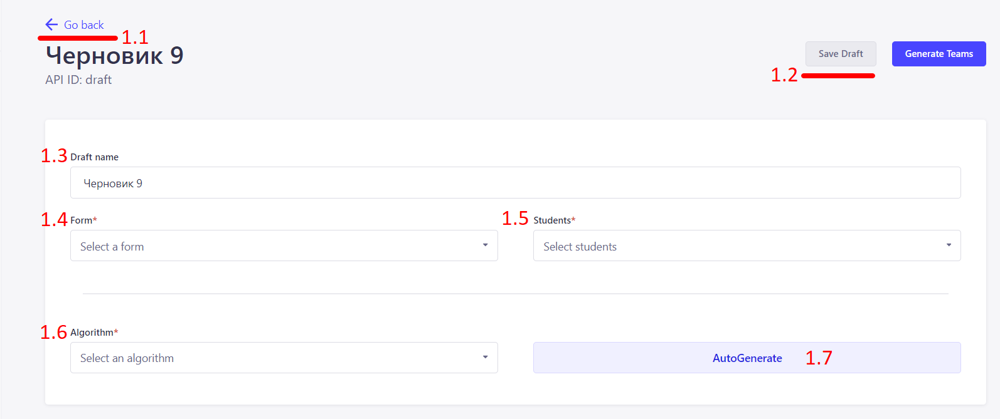 Go back
1.1
Черновик 9
API ID: draft
Save Draft
Generate Teams
1.2
1.3 Draft name
Черновик 9
1.4 Form*
Select a form
1.5 Students*
Select students
1.6 Algorithm*
Select an algorithm
AutoGenerate 1.7